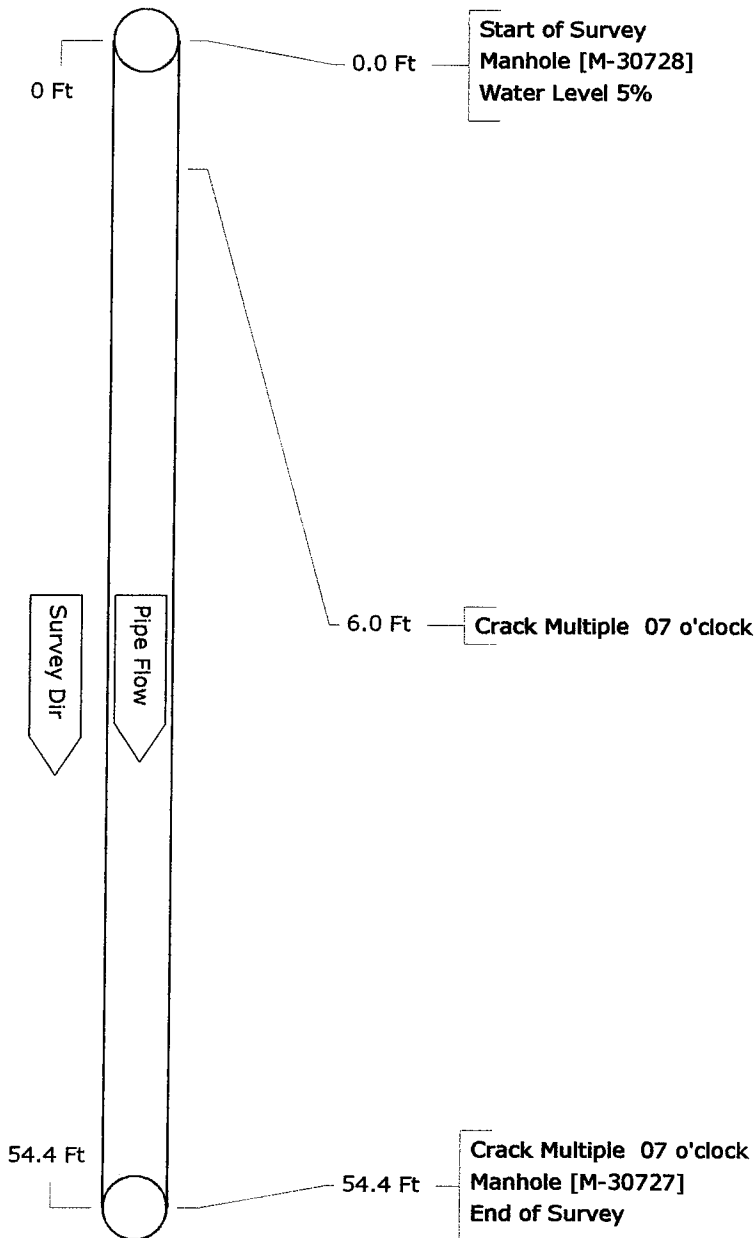 Start of Survey
0.0 Ft
Manhole [M-30728]
0 Ft
Water Level 5%
6.0 Ft
Crack Multiple 07 o'clock
Survey Dir
Pipe Flow
54.4 Ft
Crack Multiple 07 o'clock
54.4 Ft
Manhole [M-30727]
End of Survey